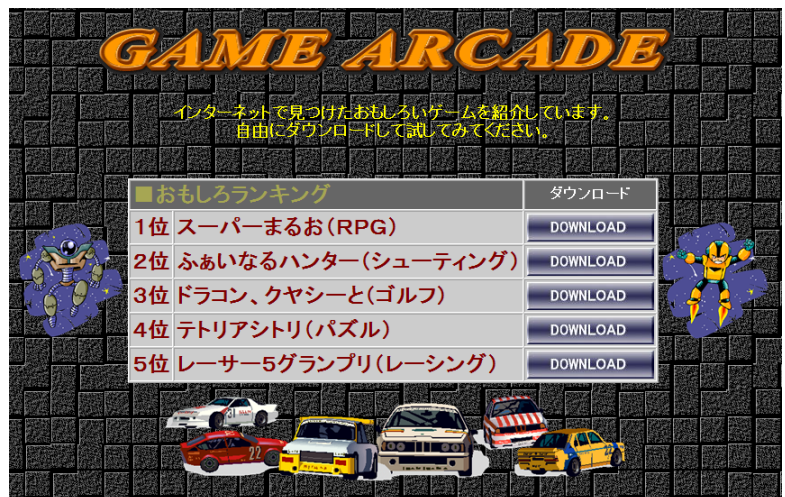 GAME ARCADE
インターネットで見つけたおもしろいゲームを紹介しています。
自由にダウンロードして試してみてください。
■おもしろランキング ダウンロード
1位 スーパーまるお(RPG) DOWNLOAD
2位 ふぁいなるハンター(シューティング) DOWNLOAD
3位 ドラコン、クヤシーと(ゴルフ) DOWNLOAD
4位 テトリアシトリ(パズル) DOWNLOAD
5位 レーサー5グランプリ(レーシング) DOWNLOAD
31
22